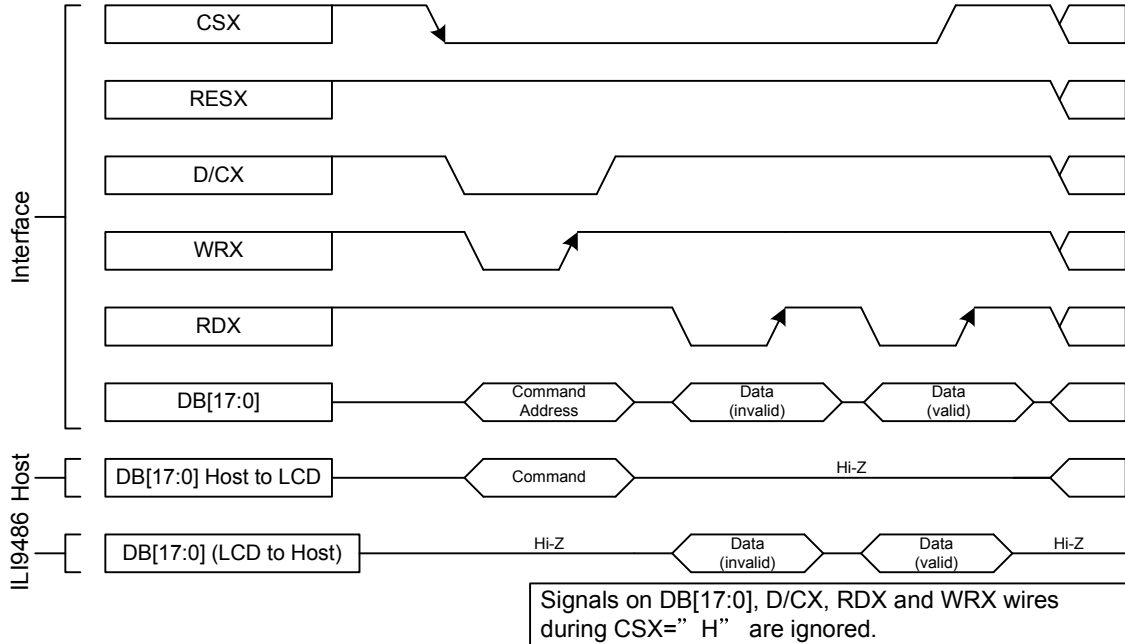 CSX
RESX
D/CX
WRX
RDX
DB[17:0]
Command
Address
Data
(invalid)
Data
(valid)
Interface
DB[17:0] Host to LCD
Command
Hi-Z
Host
DB[17:0] (LCD to Host)
Hi-Z
Data
(invalid)
Data
(valid)
Hi-Z
ILI9486
Signals on DB[17:0], D/CX, RDX and WRX wires
during CSX=” H” are ignored.